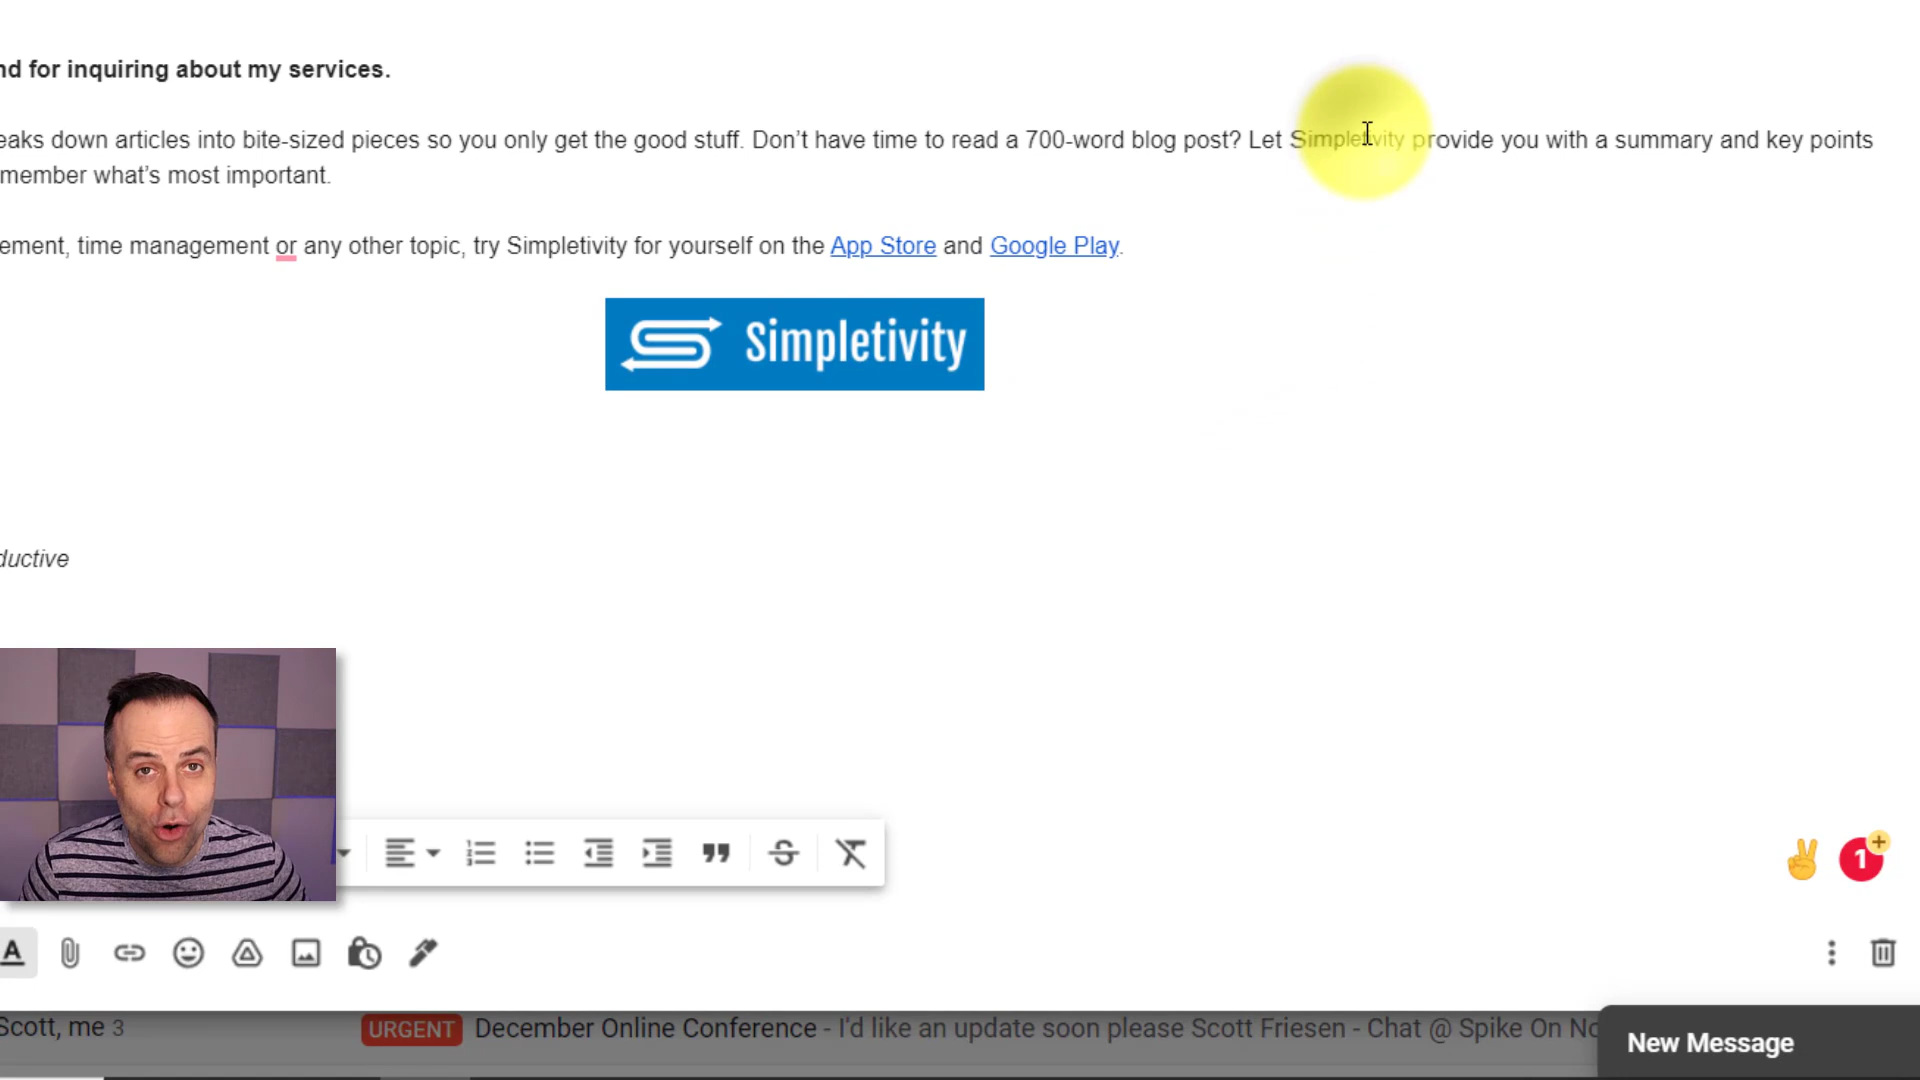 nd for inquiring about my services.
eaks down articles into bite-sized pieces so you only get the good stuff. Don’t have time to read a 700-word blog post? Let Simpletivity provide you with a summary and key points
member what’s most important.
ement, time management or any other topic, try Simpletivity for yourself on the App Store and Google Play.
Simpletivity
ductive
1
A
Scott, me 3 URGENT December Online Conference - I'd like an update soon please Scott Friesen - Chat @ Spike On No
New Message